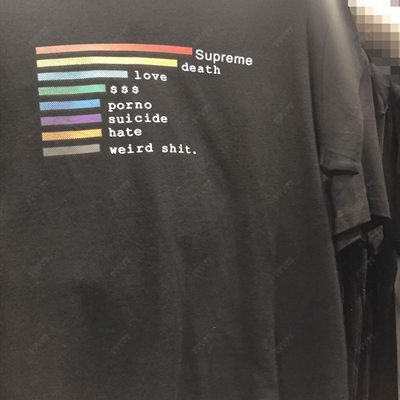 Supreme
death
love
$$$
porno
suicide
hate
weird shit.